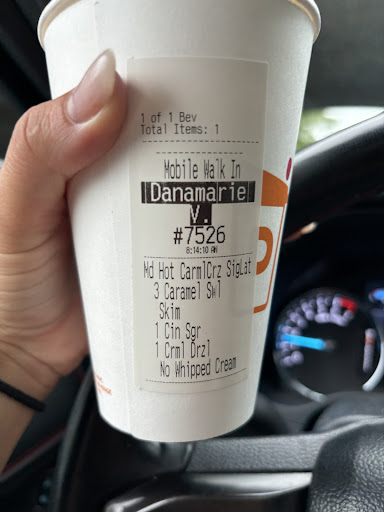 1 of 1 Bev
Total Items: 1
Mobile Walk In
Danamarie
V.
#7526
8:14:10 AM
Md Hot CarmlCrz SigLat
3 Caramel Swl
Skim
1 Cin Sgr
1 Crml Drzl
No Whipped Cream